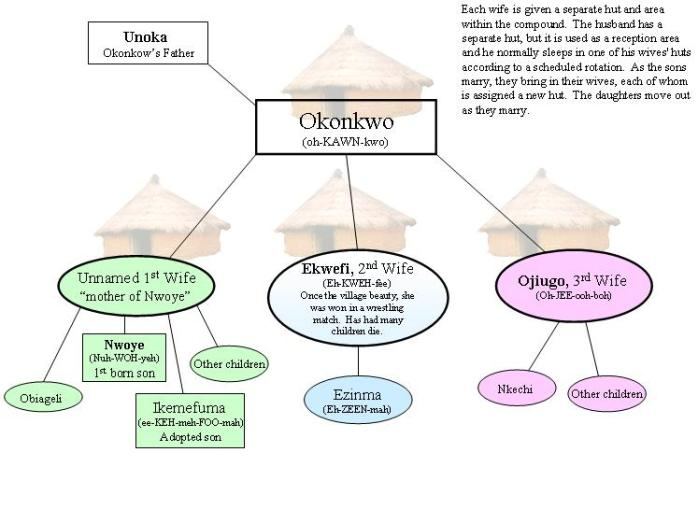 Unoka
Okonkow's Father
Each wife is given a separate hut and area
within the compound. The husband has a
separate hut, but it is used as a reception area
and he normally sleeps in one of his wives' huts
according to a scheduled rotation. As the sons
marry, they bring in their wives, each of whom
is assigned a new hut. The daughters move out
as they marry.
Okonkwo
(oh-KAWN-kwo)
Unnamed 1st Wife
"mother of Nwoye"
Ekwefi, 2nd Wife
(Eh-KWEH-fee)
Once the village beauty, she
was won in a wrestling
match. Has had many
children die.
Ojiugo, 3rd Wife
(Oh-JEE-ooh-boh)
Nwoye
(Nuh-WOH-yeh)
1st born son
Other children
Obiageli
Ikemefuma
(ee-KEH-meh-FOO-mah)
Adopted son
Ezinma
(Eh-ZEEN-mah)
Nkechi
Other children